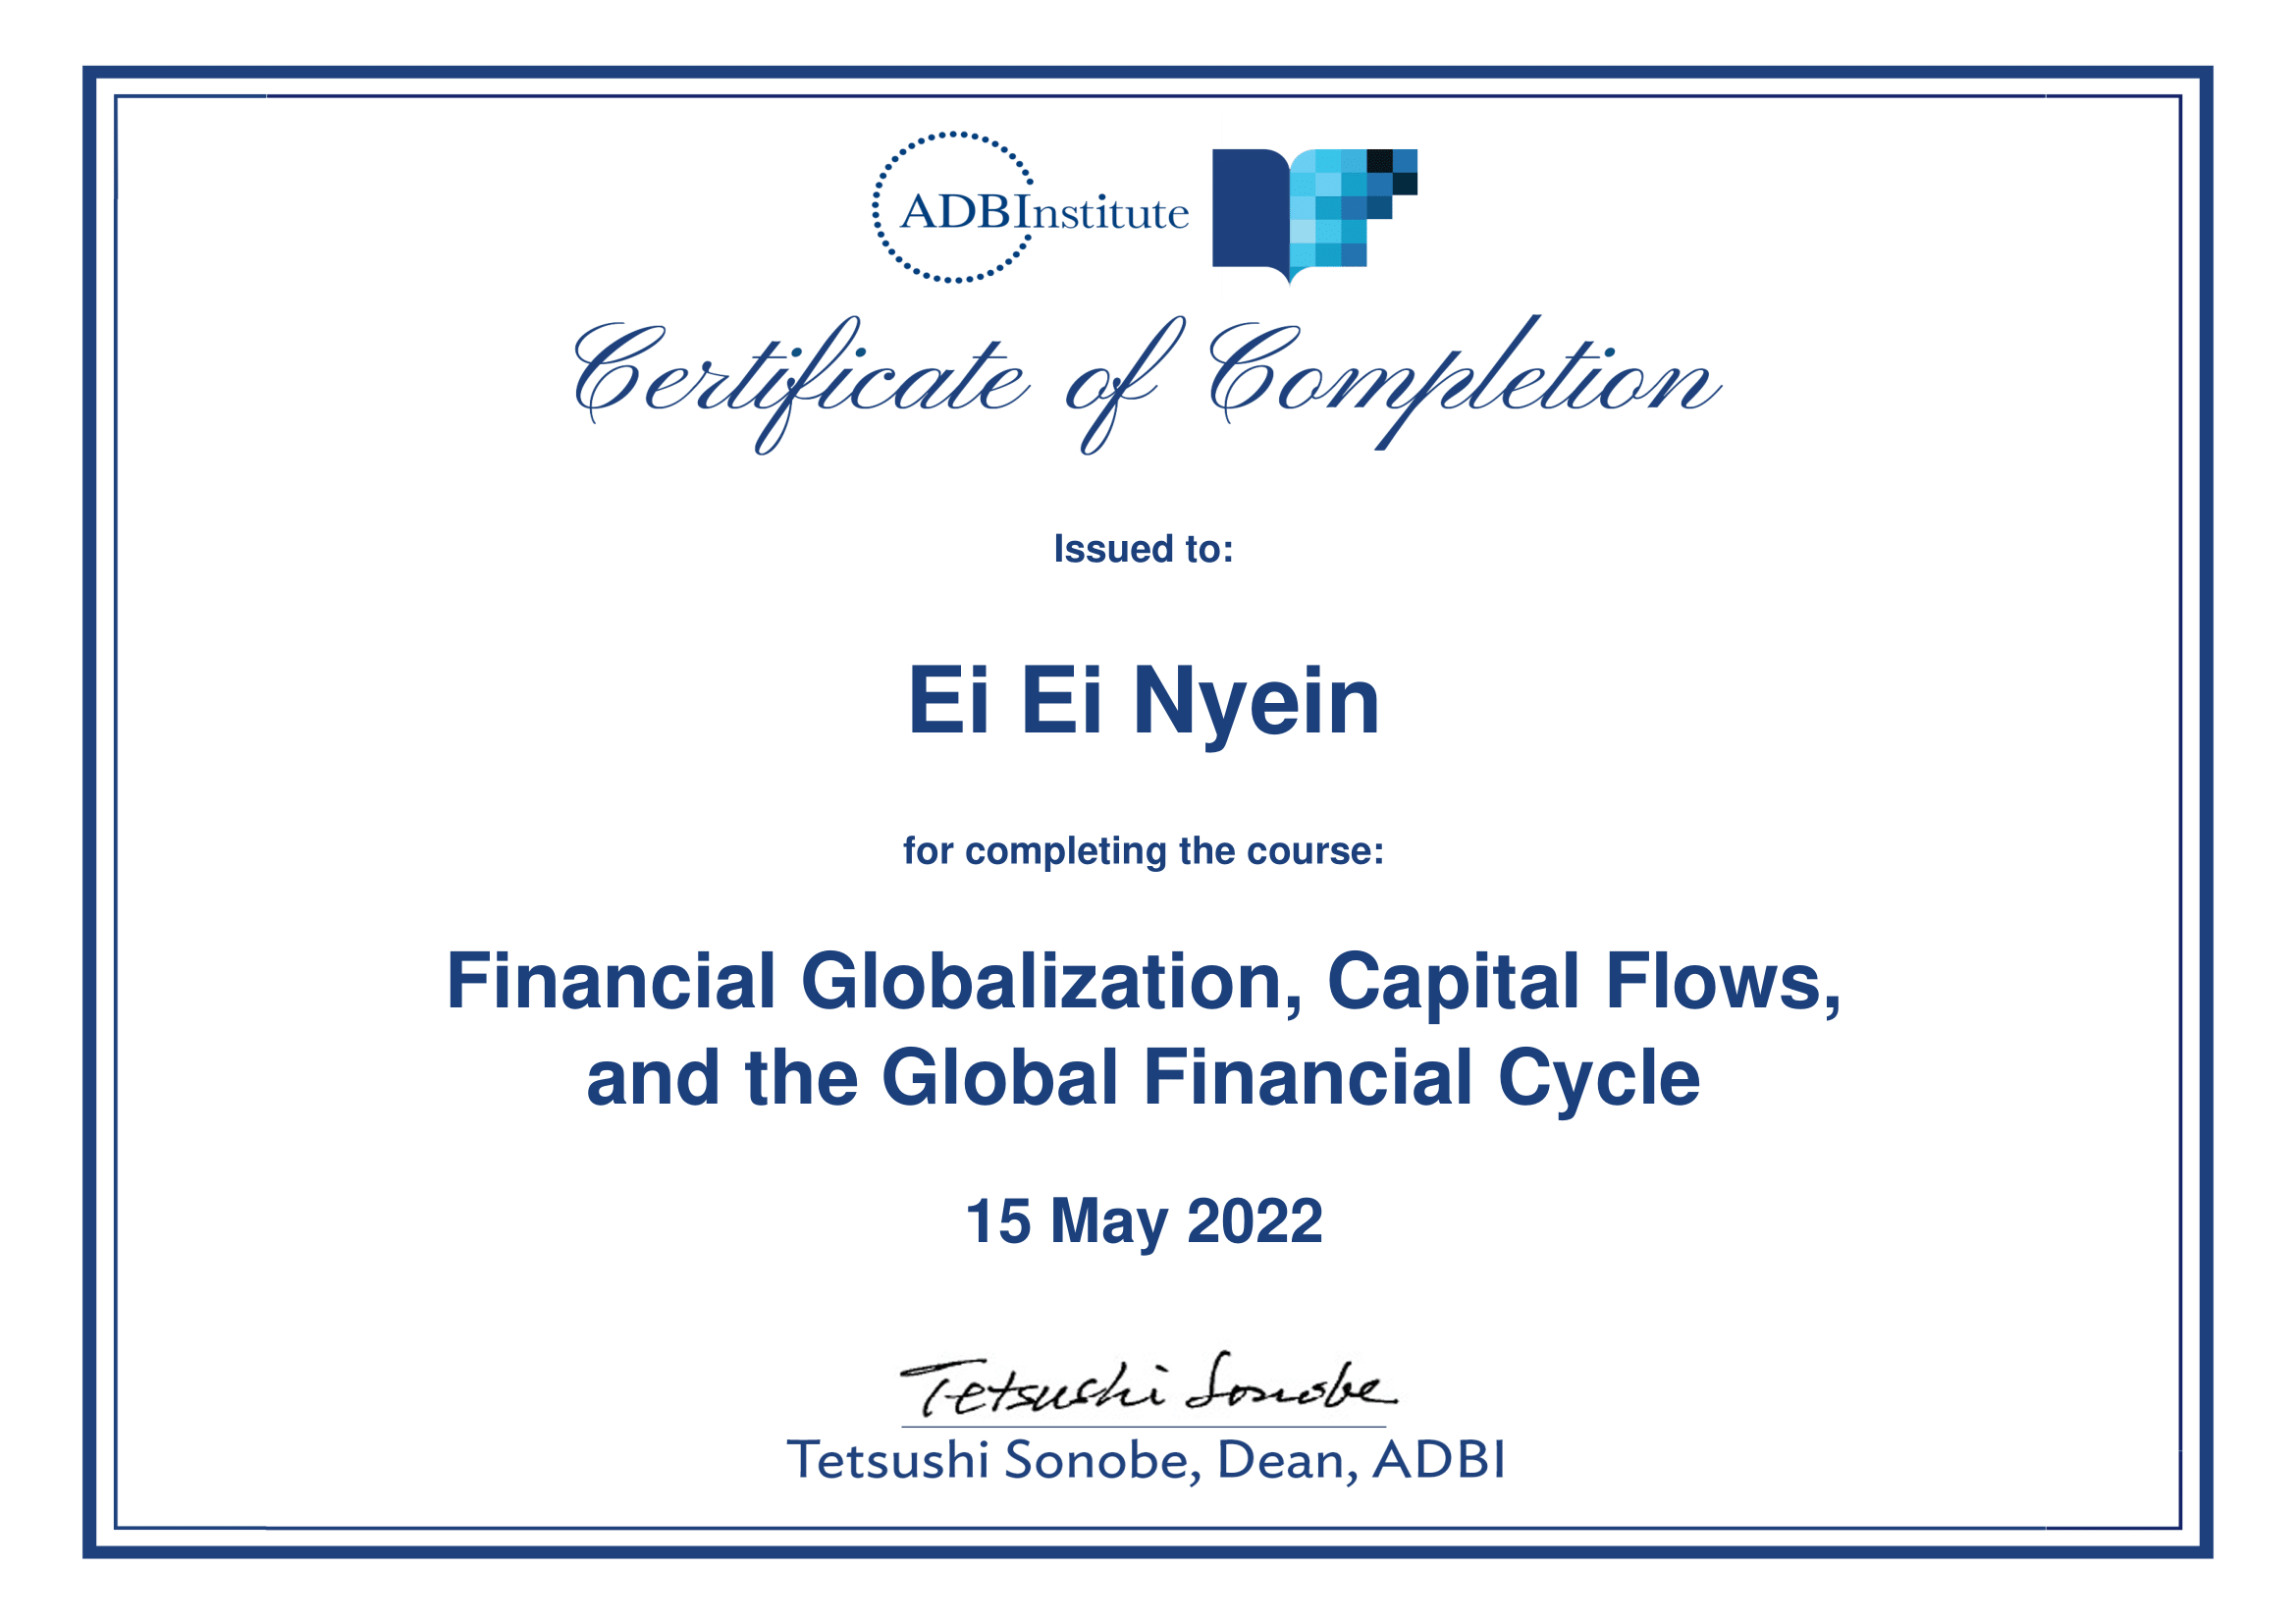 ADBInstitute
Certificate of Completion
Issued to:
Ei Ei Nyein
for completing the course:
Financial Globalization, Capital Flows,
and the Global Financial Cycle
15 May 2022
Tetsushi Sonobe
Tetsushi Sonobe, Dean, ADBI